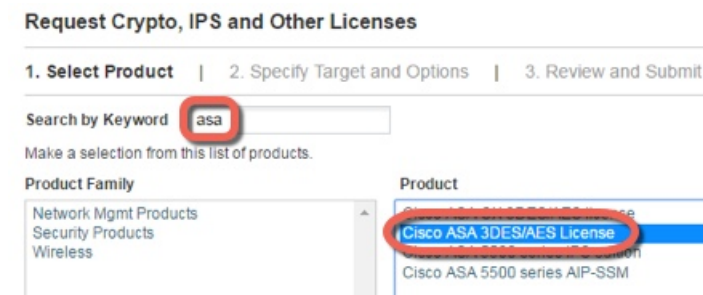 Request Crypto, IPS and Other Licenses
1. Select Product | 2. Specify Target and Options | 3. Review and Submit
Search by Keyword asa
Make a selection from this list of products.
Product Family
Product
Network Mgmt Products
Security Products
Wireless
Cisco ASA 3DES/AES License
Cisco ASA 5500 series AIP-SSM